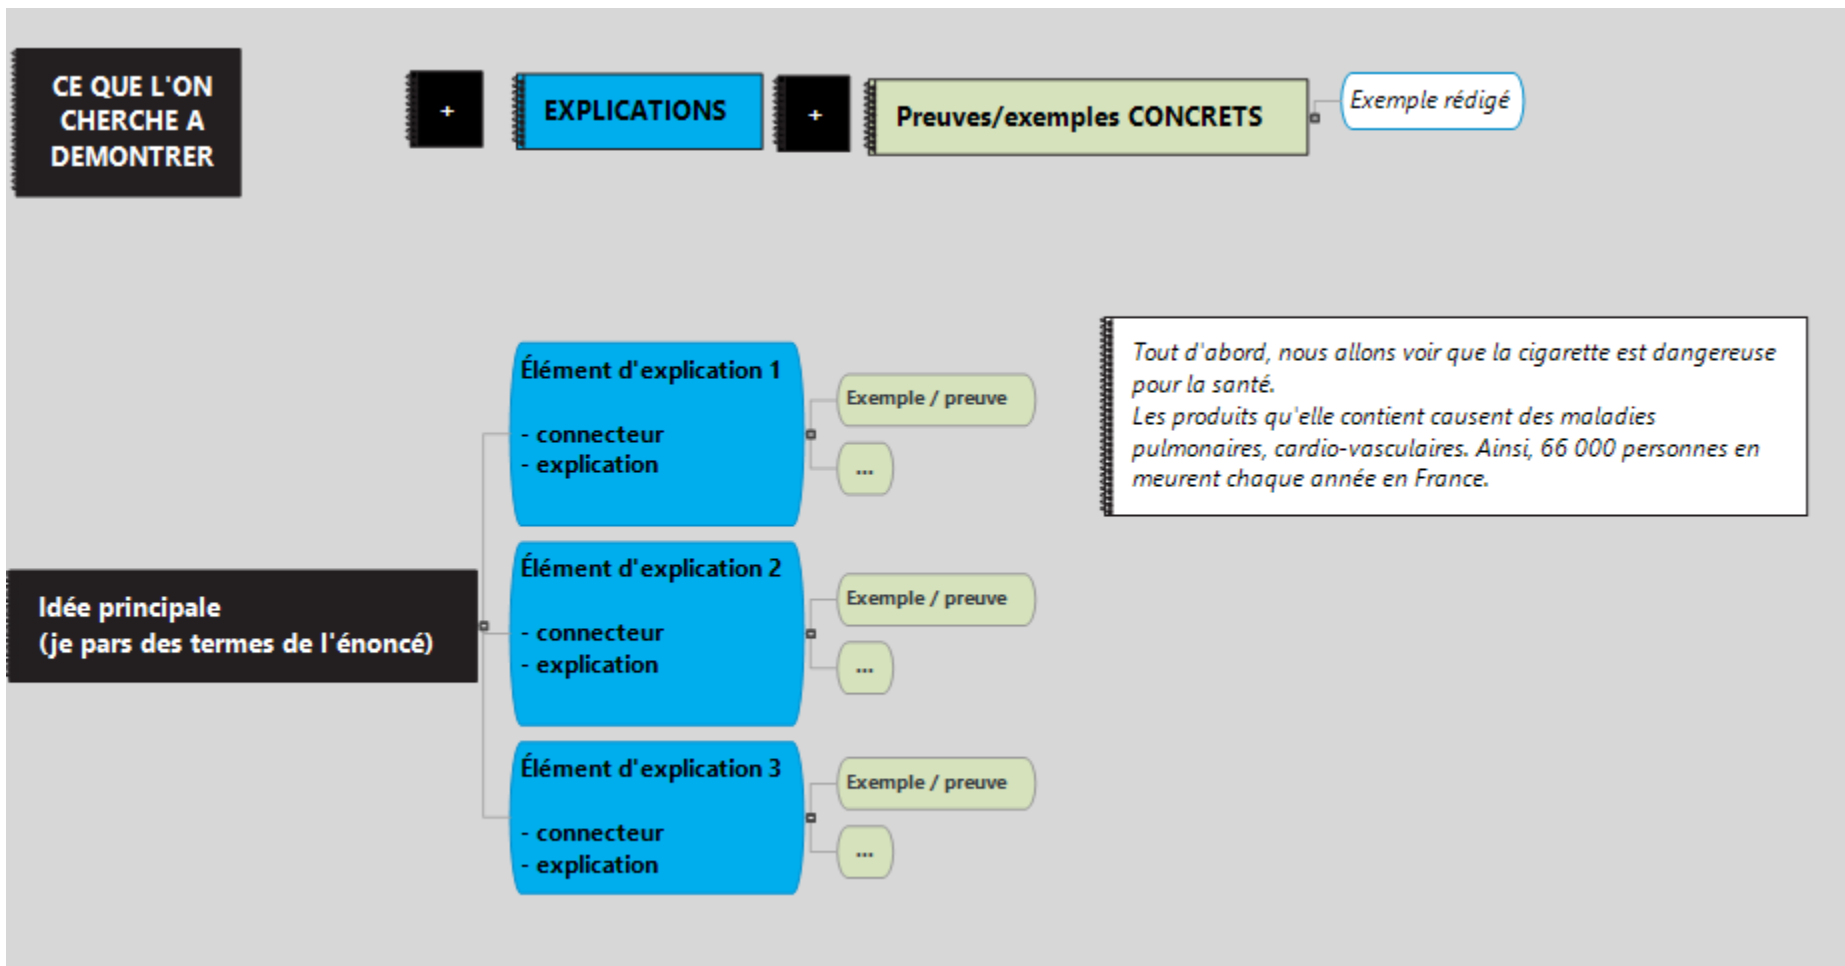 CE QUE L'ON
CHERCHE A
DEMONTRER
+
EXPLICATIONS
+
Preuves/exemples CONCRETS
Exemple rédigé
Tout d'abord, nous allons voir que la cigarette est dangereuse
pour la santé.
Les produits qu'elle contient causent des maladies
pulmonaires, cardio-vasculaires. Ainsi, 66 000 personnes en
meurent chaque année en France.
Idée principale
(je pars des termes de l'énoncé)
Élément d'explication 1
- connecteur
- explication
Exemple / preuve
...
Élément d'explication 2
- connecteur
- explication
Exemple / preuve
...
Élément d'explication 3
- connecteur
- explication
Exemple / preuve
...